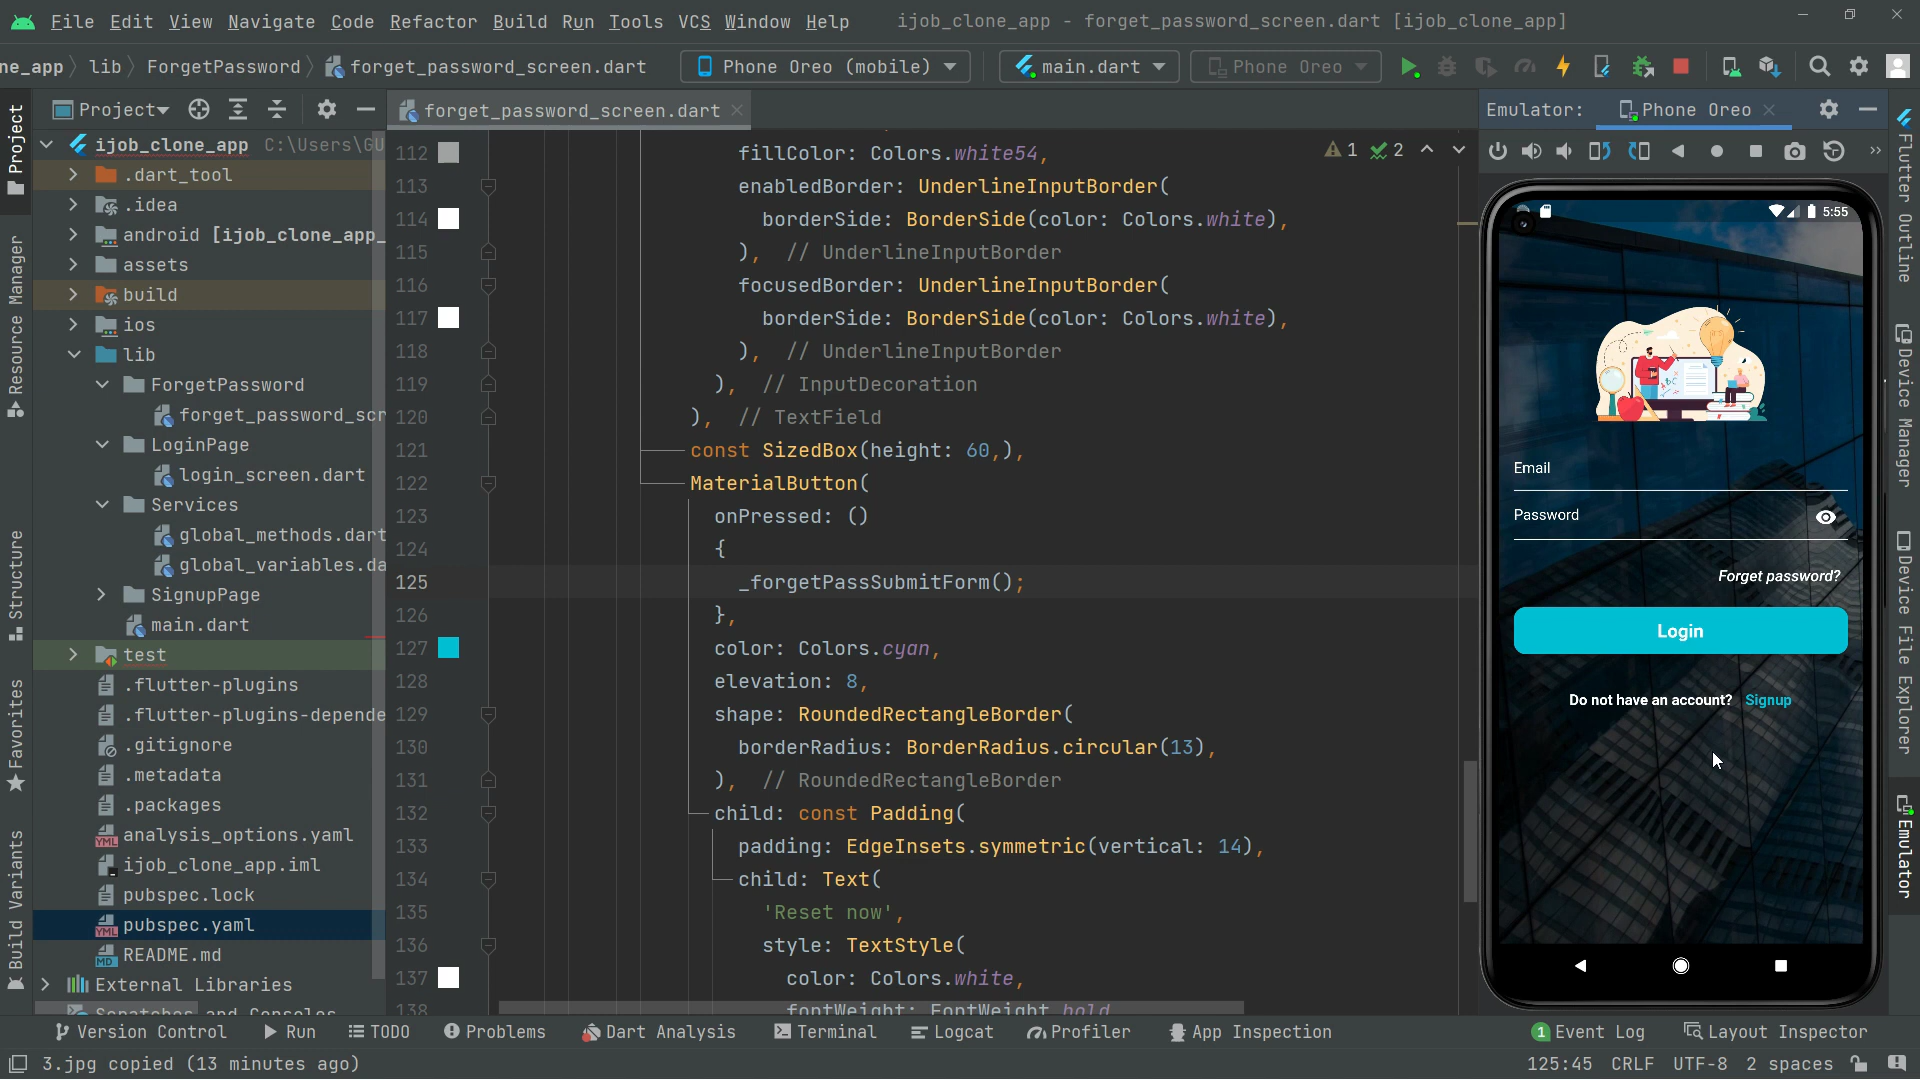 File Edit View Navigate Code Refactor Build Run Tools VCS Window Help ijob_clone_app - forget_password_screen.dart [ijob_clone_app]
ne_app lib ForgetPassword forget_password_screen.dart Phone Oreo (mobile) main.dart Phone Oreo
Project
forget_password_screen.dart
Emulator: Phone Oreo
Project
Resource Manager
Structure
Favorites
Build Variants
ijob_clone_app C:\Users\GU
.dart_tool
.idea
android [ijob_clone_app_
assets
build
ios
lib
ForgetPassword
forget_password_scr
LoginPage
login_screen.dart
Services
global_methods.dart
global_variables.da
SignupPage
main.dart
test
.flutter-plugins
.flutter-plugins-depende
.gitignore
.metadata
.packages
analysis_options.yaml
ijob_clone_app.iml
pubspec.lock
pubspec.yaml
README.md
External Libraries
Scratches and Consoles
1 2
112 fillColor: Colors.white54,
113 enabledBorder: UnderlineInputBorder(
114 borderSide: BorderSide(color: Colors.white),
115 ), // UnderlineInputBorder
116 focusedBorder: UnderlineInputBorder(
117 borderSide: BorderSide(color: Colors.white),
118 ), // UnderlineInputBorder
119 ), // InputDecoration
120 ), // TextField
121 const SizedBox(height: 60,),
122 MaterialButton(
123 onPressed: ()
124 {
125 _forgetPassSubmitForm();
126 },
127 color: Colors.cyan,
128 elevation: 8,
129 shape: RoundedRectangleBorder(
130 borderRadius: BorderRadius.circular(13),
131 ), // RoundedRectangleBorder
132 child: const Padding(
133 padding: EdgeInsets.symmetric(vertical: 14),
134 child: Text(
135 'Reset now',
136 style: TextStyle(
137 color: Colors.white,
138 fontWeight: FontWeight.bold
5:55
Email
Password
Forget password?
Login
Do not have an account? Signup
Flutter Outline
Device Manager
Device File Explorer
Emulator
Version Control Run TODO Problems Dart Analysis Terminal Logcat Profiler App Inspection 1 Event Log Layout Inspector
3.jpg copied (13 minutes ago) 125:45 CRLF UTF-8 2 spaces